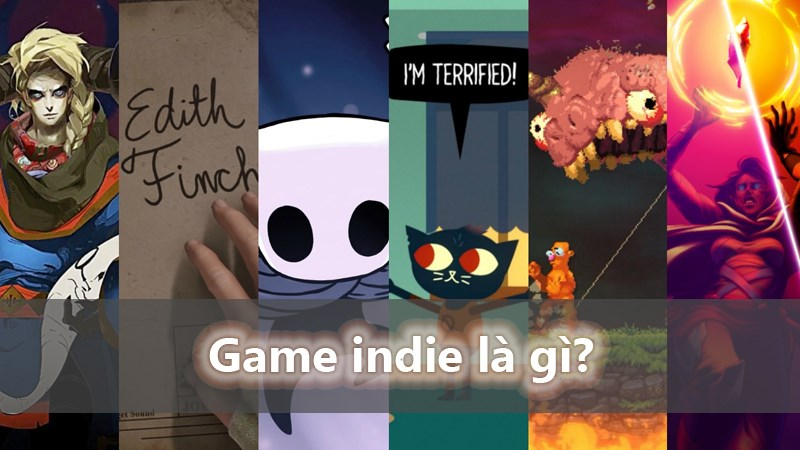 I'M TERRIFIED!
Edith
Finch
Game indie là gì?